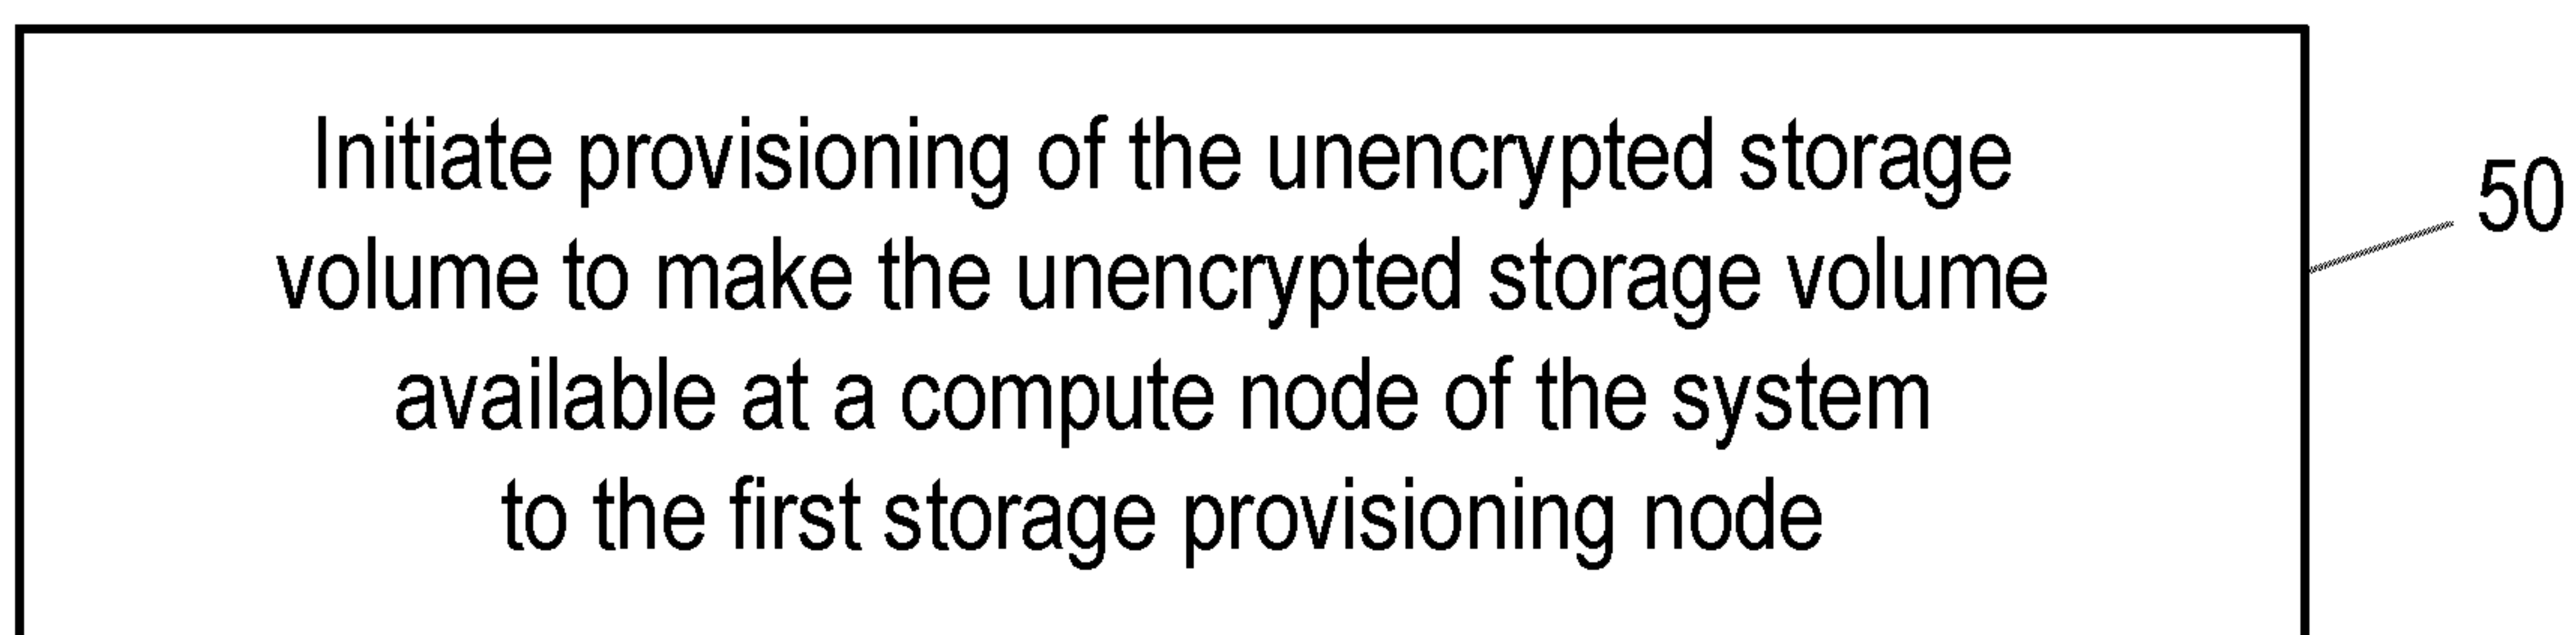 Initiate provisioning of the unencrypted storage
volume to make the unencrypted storage volume
available at a compute node of the system
to the first storage provisioning node
50